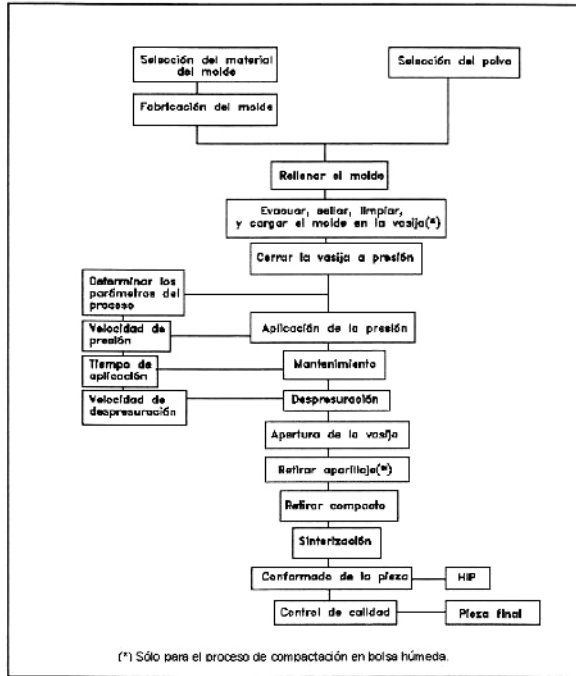 Selección del material
del molde
Selección del polvo
Fabricación del molde
Rellenar el molde
Evacuar, sellar, limpiar,
y cargar el molde en la vasija(*)
Cerrar la vasija a presión
Determinar los
parámetros del
proceso
Velocidad de
presión
Aplicación de la presión
Tiempo de
aplicación
Mantenimiento
Velocidad de
despresuración
Despresuración
Apertura de la vasija
Retirar aparillaje(*)
Retirar compacto
Sinterización
Conformado de la pieza
HIP
Control de calidad
Pieza final
(*) Sólo para el proceso de compactación en bolsa húmeda.